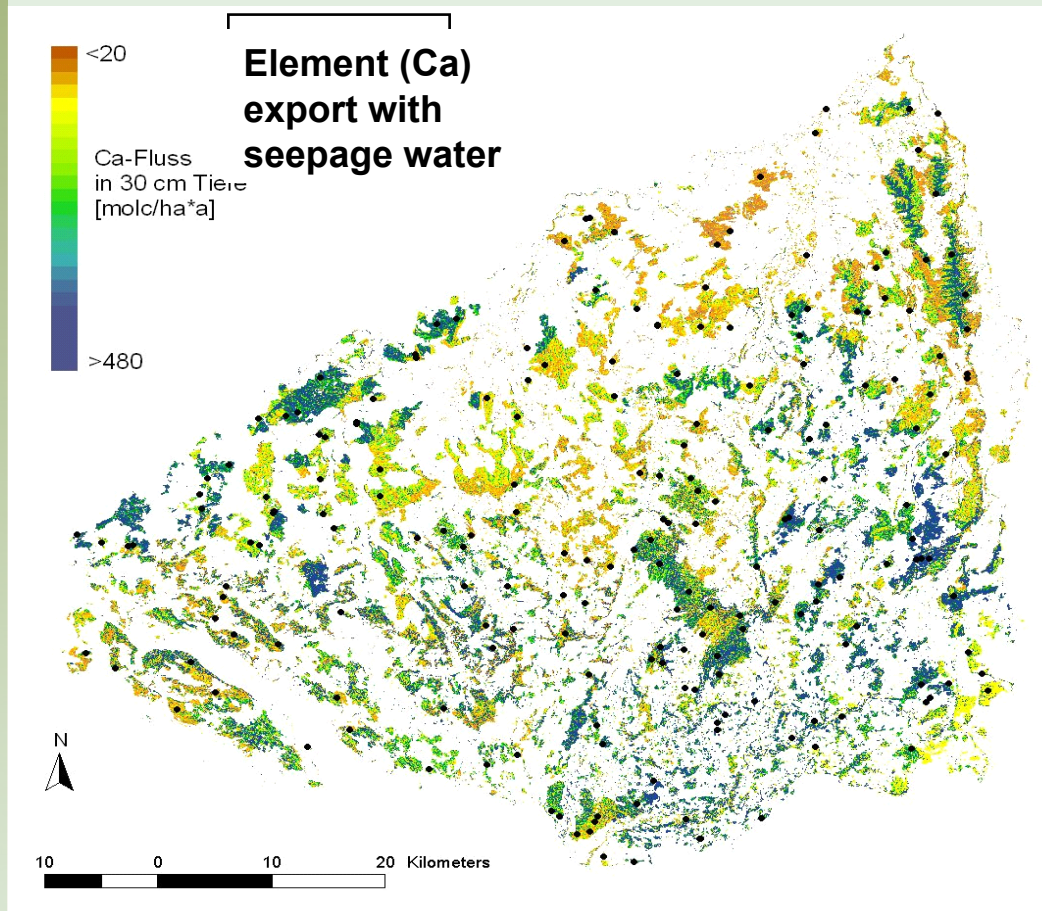 Element (Ca)
export with
seepage water
<20
Ca-Fluss
in 30 cm Tiefe
[molc/ha*a]
>480
N
10 0 10 20 Kilometers